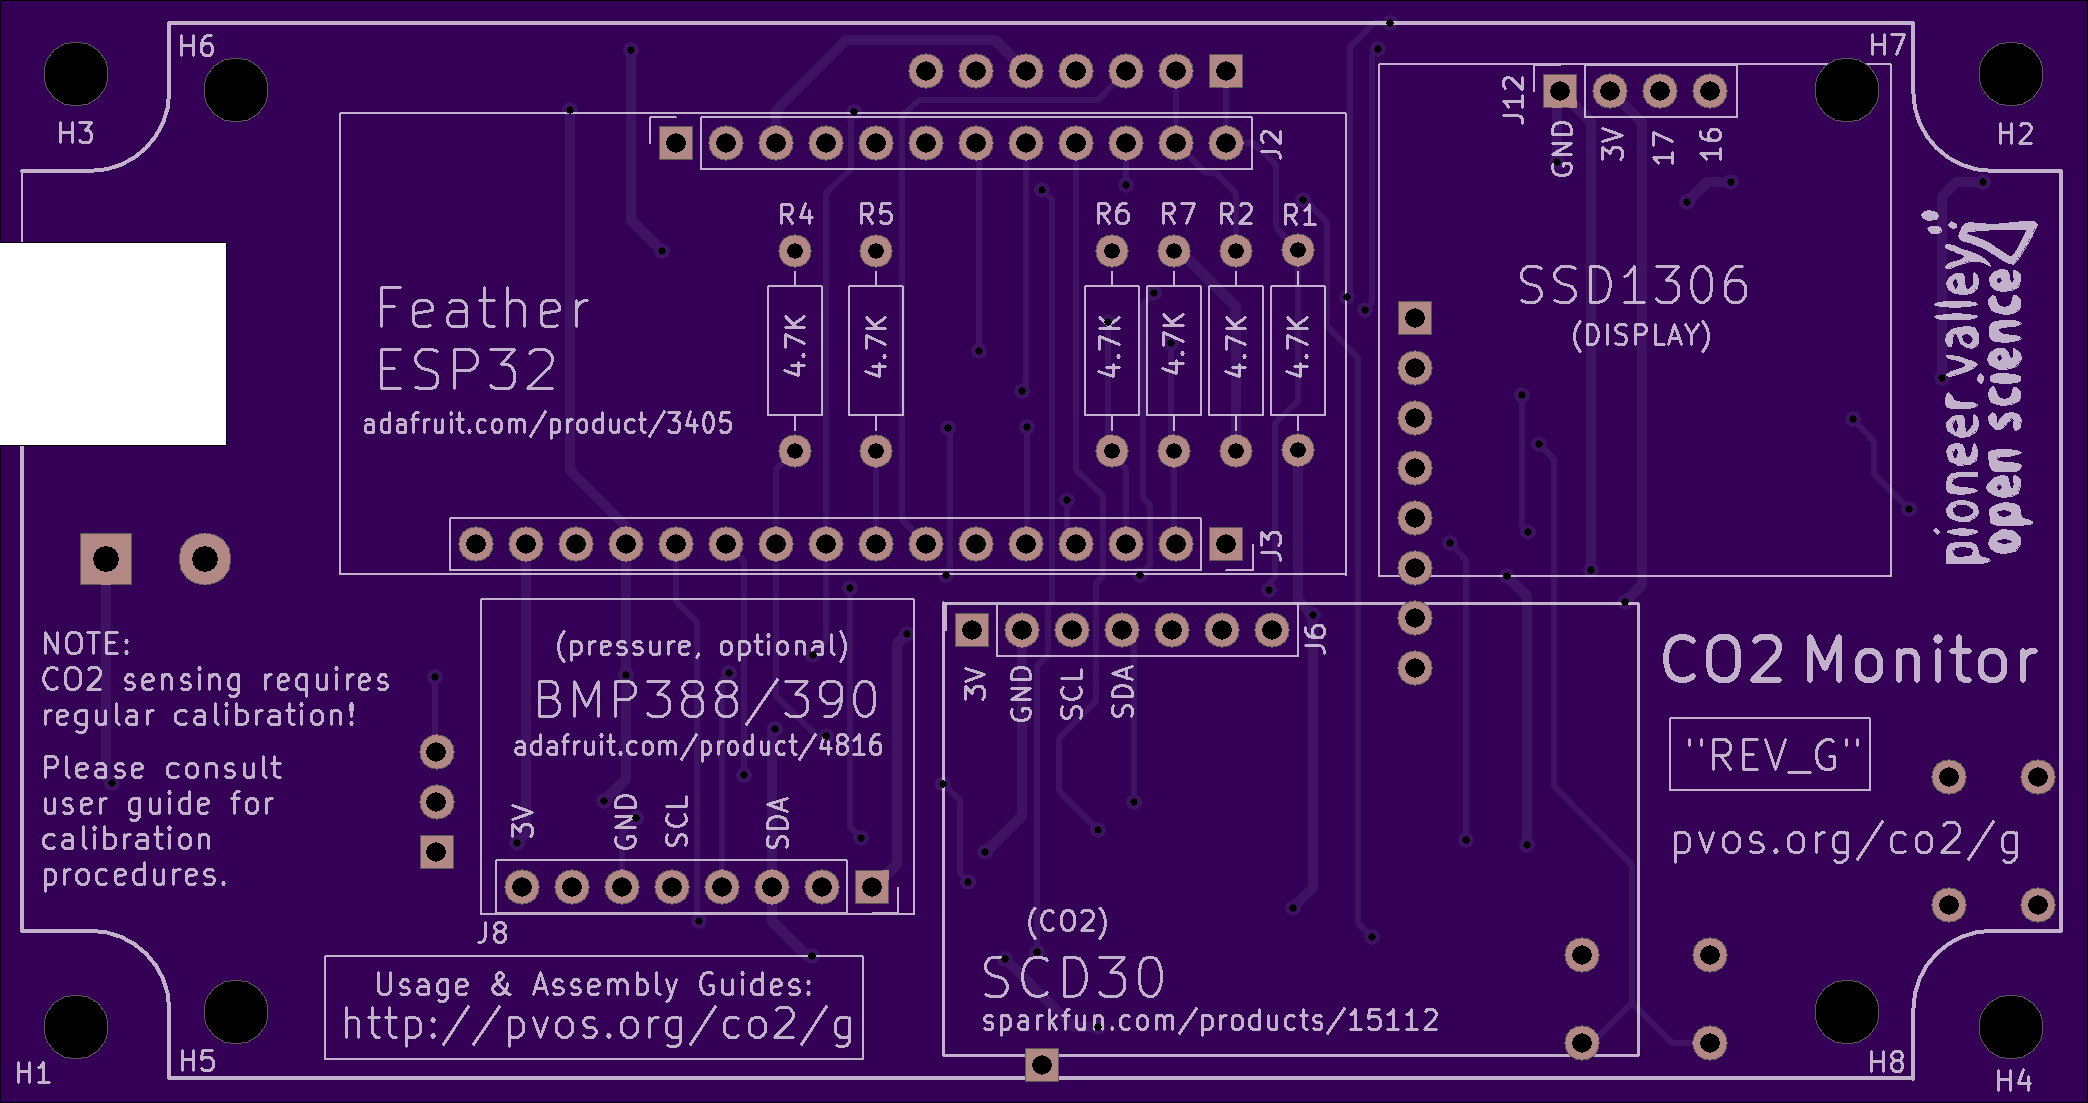 H6
H7
H3
H2
J2
J12
GND
3V
17
16
R4
R5
R6
R7
R2
R1
4.7K
4.7K
4.7K
4.7K
4.7K
4.7K
Feather
ESP32
adafruit.com/product/3405
SSD1306
(DISPLAY)
pioneer valley
open science
J3
NOTE:
CO2 sensing requires
regular calibration!
Please consult
user guide for
calibration
procedures.
(pressure, optional)
BMP388/390
adafruit.com/product/4816
3V
GND
SCL
SDA
J8
J6
3V
GND
SCL
SDA
CO2 Monitor
"REV_G"
pvos.org/co2/g
(CO2)
SCD30
sparkfun.com/products/15112
Usage & Assembly Guides:
http://pvos.org/co2/g
H1
H5
H8
H4